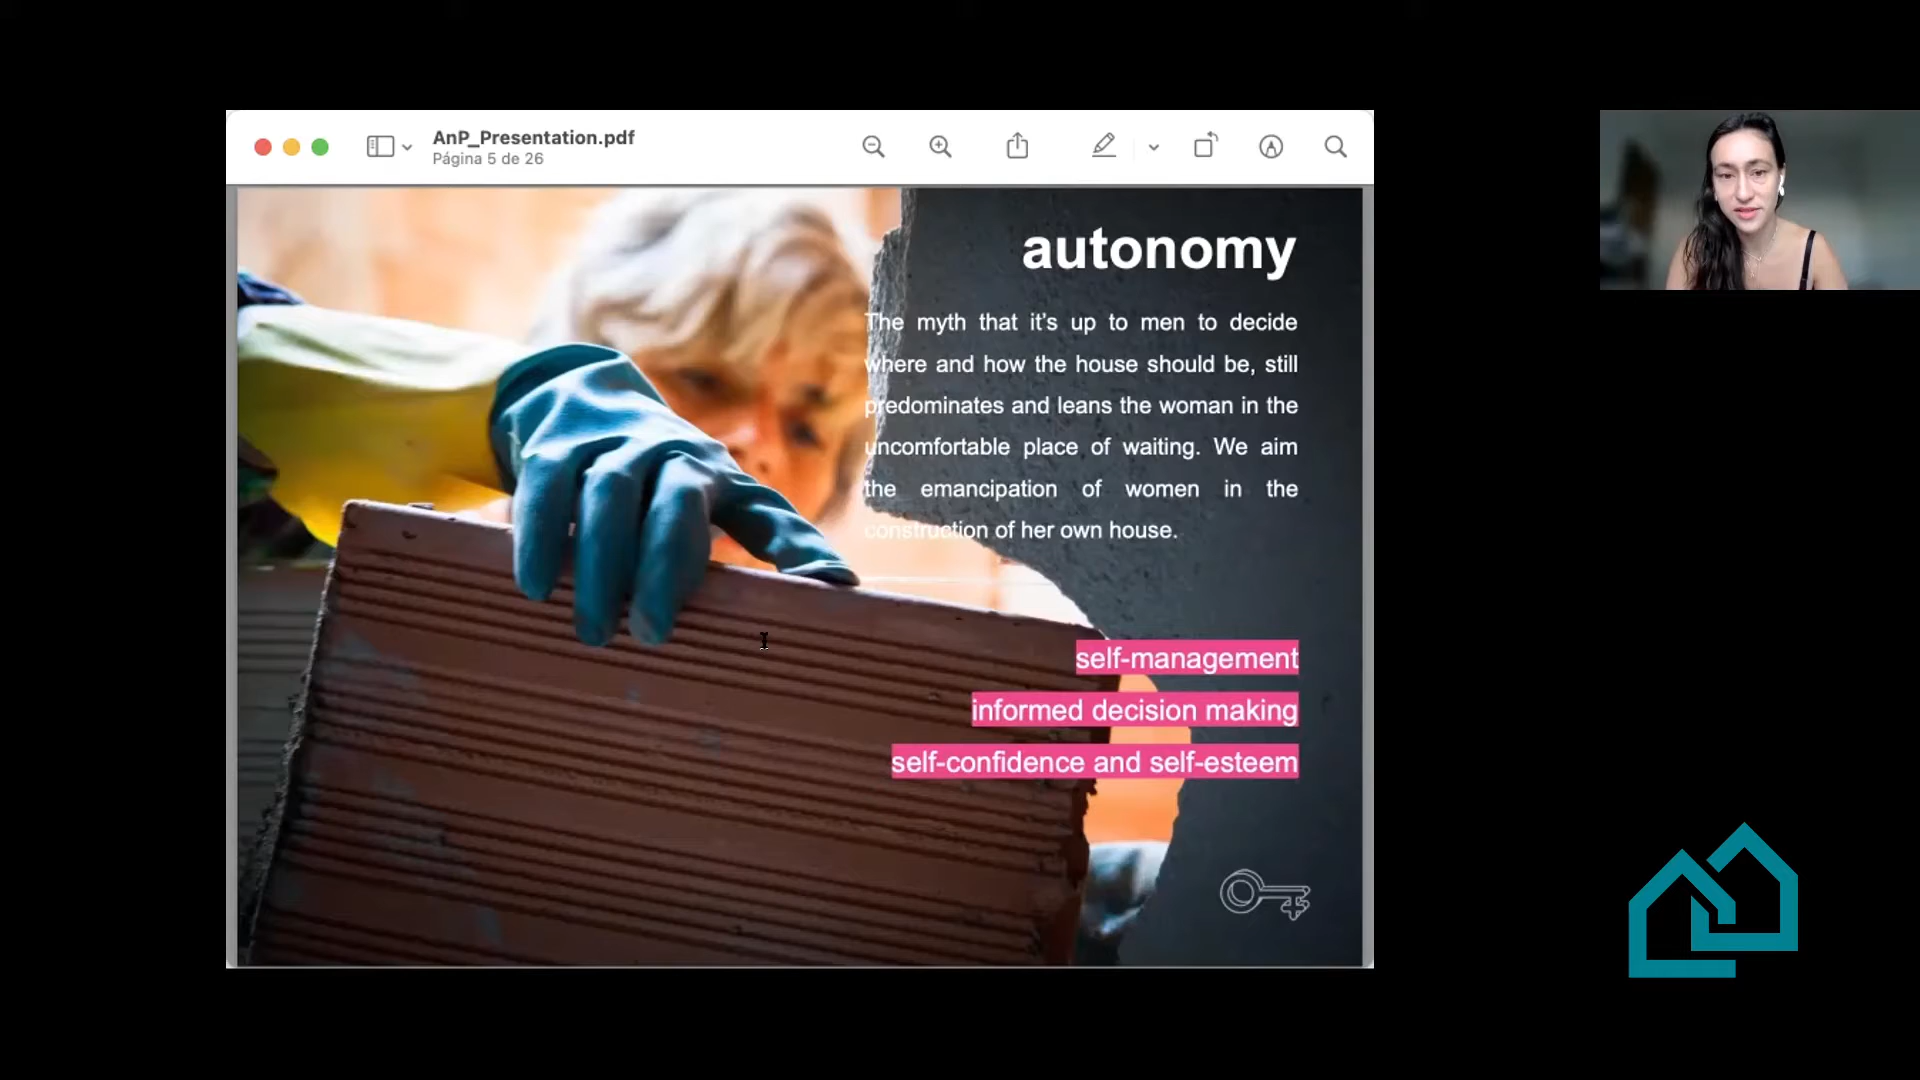 AnP_Presentation.pdf
Página 5 de 26
autonomy
The myth that it's up to men to decide
where and how the house should be, still
predominates and leans the woman in the
uncomfortable place of waiting. We aim
the emancipation of women in the
construction of her own house.
self-management
informed decision making
self-confidence and self-esteem